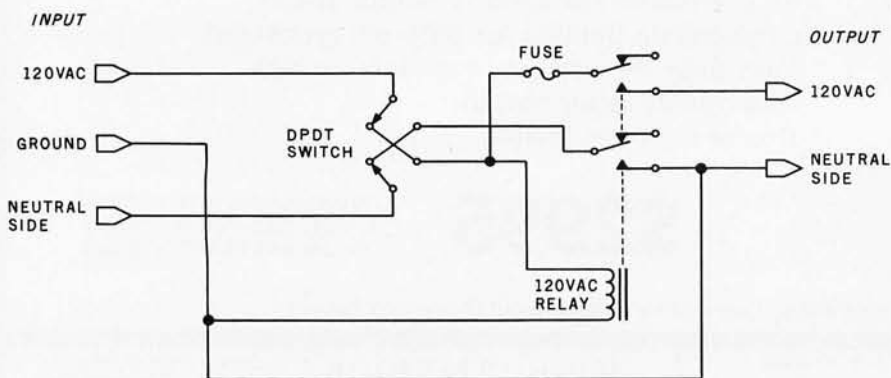 INPUT
OUTPUT
FUSE
120VAC
120VAC
DPDT
SWITCH
GROUND
NEUTRAL
SIDE
NEUTRAL
SIDE
120VAC
RELAY